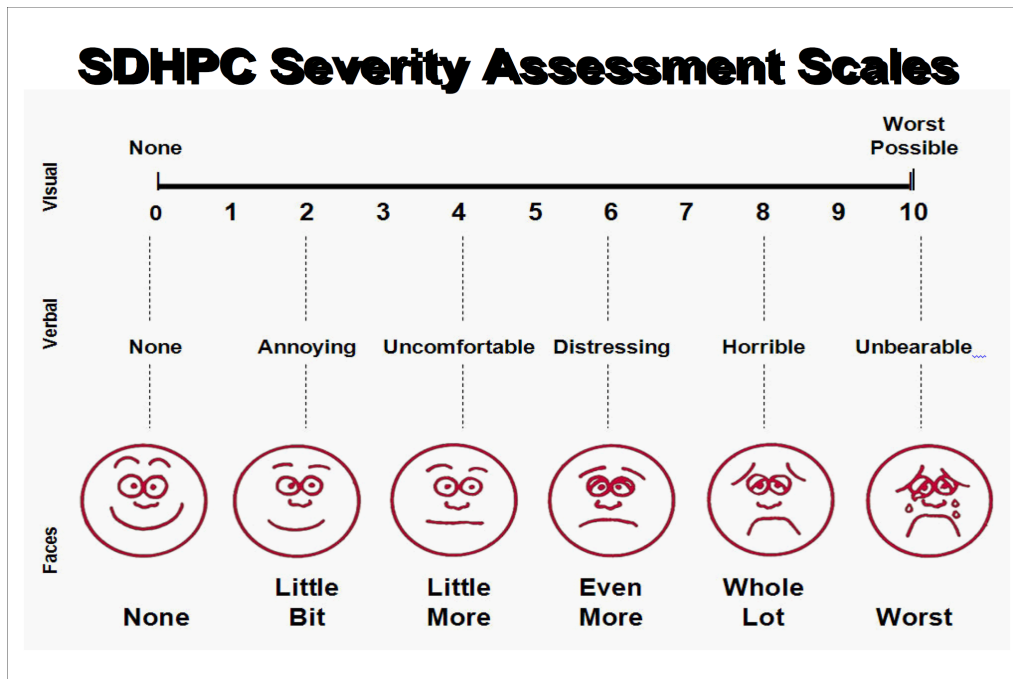 SDHPC Severity Assessment Scales
None
Worst
Possible
Visual
0 1 2 3 4 5 6 7 8 9 10
Verbal
None Annoying Uncomfortable Distressing Horrible Unbearable
Faces
None
Little
Bit
Little
More
Even
More
Whole
Lot
Worst